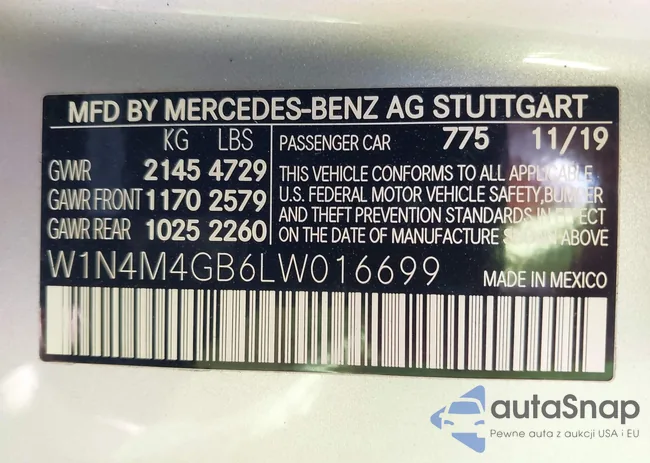 MFD BY MERCEDES-BENZ AG STUTTGART
KG LBS PASSENGER CAR 775 11/19
GVWR 2145 4729 THIS VEHICLE CONFORMS TO ALL APPLICABLE
GAWR FRONT 1170 2579 U.S. FEDERAL MOTOR VEHICLE SAFETY, BUMPER
AND THEFT PREVENTION STANDARDS IN EFFECT
GAWR REAR 1025 2260 ON THE DATE OF MANUFACTURE SHOWN ABOVE
W1N4M4GB6LW016699 MADE IN MEXICO
autaSnap
Pewne auta z aukcji USA i EU